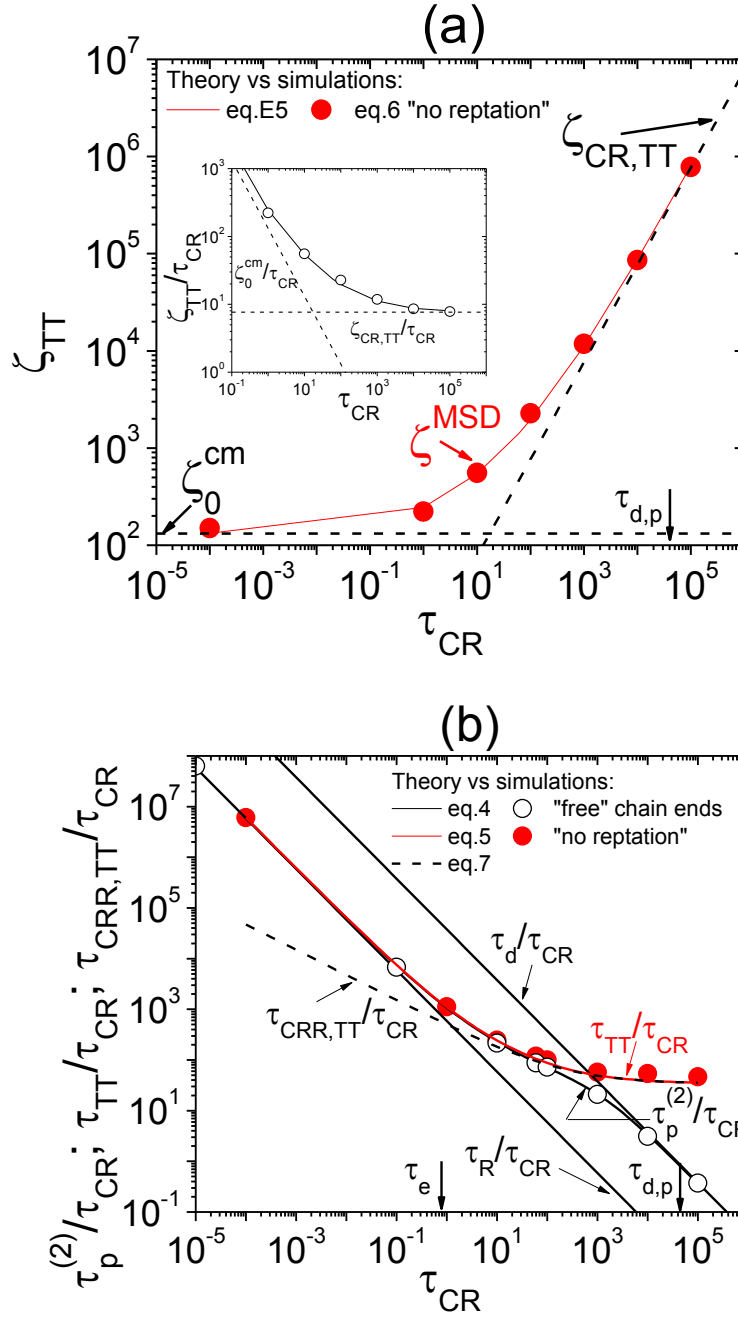 (a)
10^7
10^6
10^5
10^4
10^3
10^2
ζ_TT
Theory vs simulations:
eq.E5 eq.6 "no reptation"
ζ_CR,TT
10^3
10^2
10^1
10^0
ζ_TT/τ_CR
ζ_0^cm/τ_CR
ζ_CR,TT/τ_CR
10^-1 10^1 10^3 10^5
τ_CR
ζ^MSD
ζ_0^cm
τ_d,p
10^-5 10^-3 10^-1 10^1 10^3 10^5
τ_CR
(b)
10^7
10^5
10^3
10^1
10^-1
τ_p^(2)/τ_CR; τ_TT/τ_CR; τ_CRR,TT/τ_CR
Theory vs simulations:
eq.4 "free" chain ends
eq.5 "no reptation"
eq.7
τ_d/τ_CR
τ_CRR,TT/τ_CR
τ_TT/τ_CR
τ_p^(2)/τ_CR
τ_R/τ_CR
τ_e
τ_d,p
10^-5 10^-3 10^-1 10^1 10^3 10^5
τ_CR